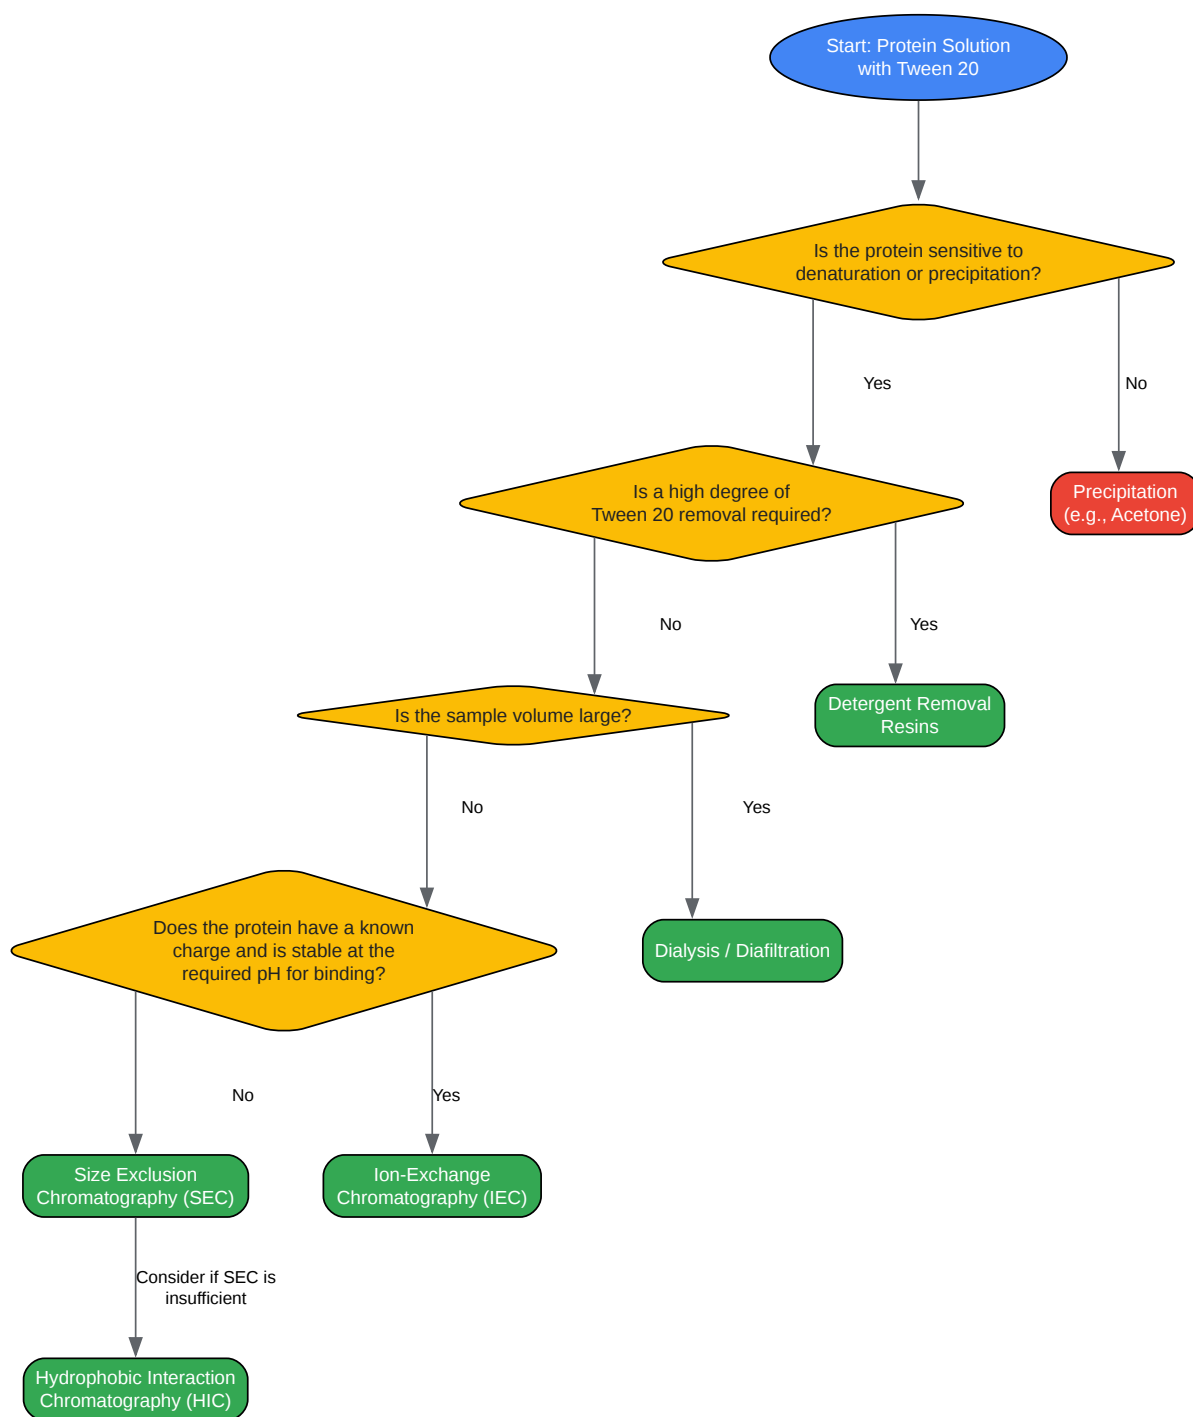 Start: Protein Solution
with Tween 20
Is the protein sensitive to
denaturation or precipitation?
Yes
No
Is a high degree of
Tween 20 removal required?
Precipitation
(e.g., Acetone)
No
Yes
Is the sample volume large?
Detergent Removal
Resins
No
Yes
Does the protein have a known
charge and is stable at the
required pH for binding?
Dialysis / Diafiltration
No
Yes
Size Exclusion
Chromatography (SEC)
Ion-Exchange
Chromatography (IEC)
Consider if SEC is
insufficient
Hydrophobic Interaction
Chromatography (HIC)